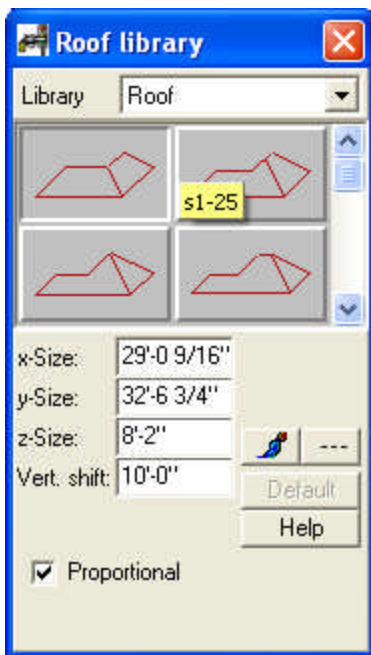 Roof library
Library Roof
s1-25
x-Size: 29'-0 9/16"
y-Size: 32'-6 3/4"
z-Size: 8'-2"
Vert. shift: 10'-0"
---
Default
Help
Proportional